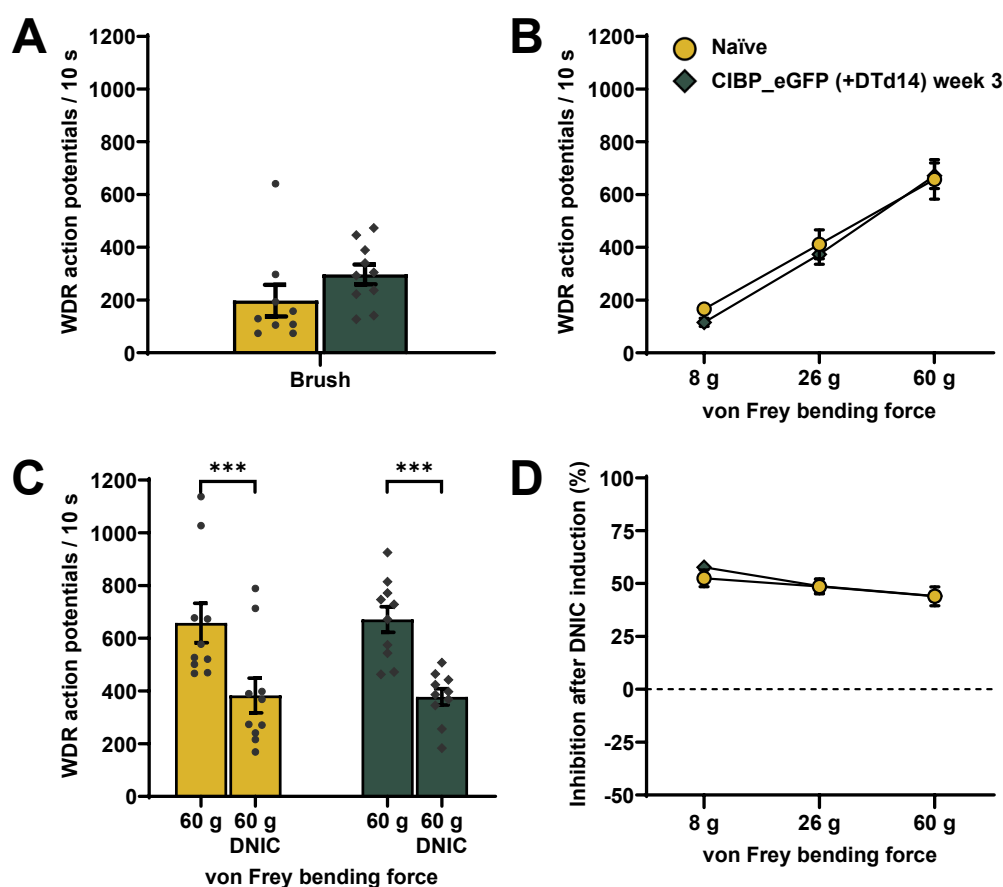 A
WDR action potentials / 10 s
1200
1000
800
600
400
200
0
Brush
B
WDR action potentials / 10 s
1200
1000
800
600
400
200
0
Naïve
CIBP_eGFP (+DTd14) week 3
8 g
26 g
60 g
von Frey bending force
C
WDR action potentials / 10 s
1200
1000
800
600
400
200
0
***
***
60 g
60 g
DNIC
60 g
60 g
DNIC
von Frey bending force
D
Inhibition after DNIC induction (%)
100
75
50
25
0
-25
-50
8 g
26 g
60 g
von Frey bending force